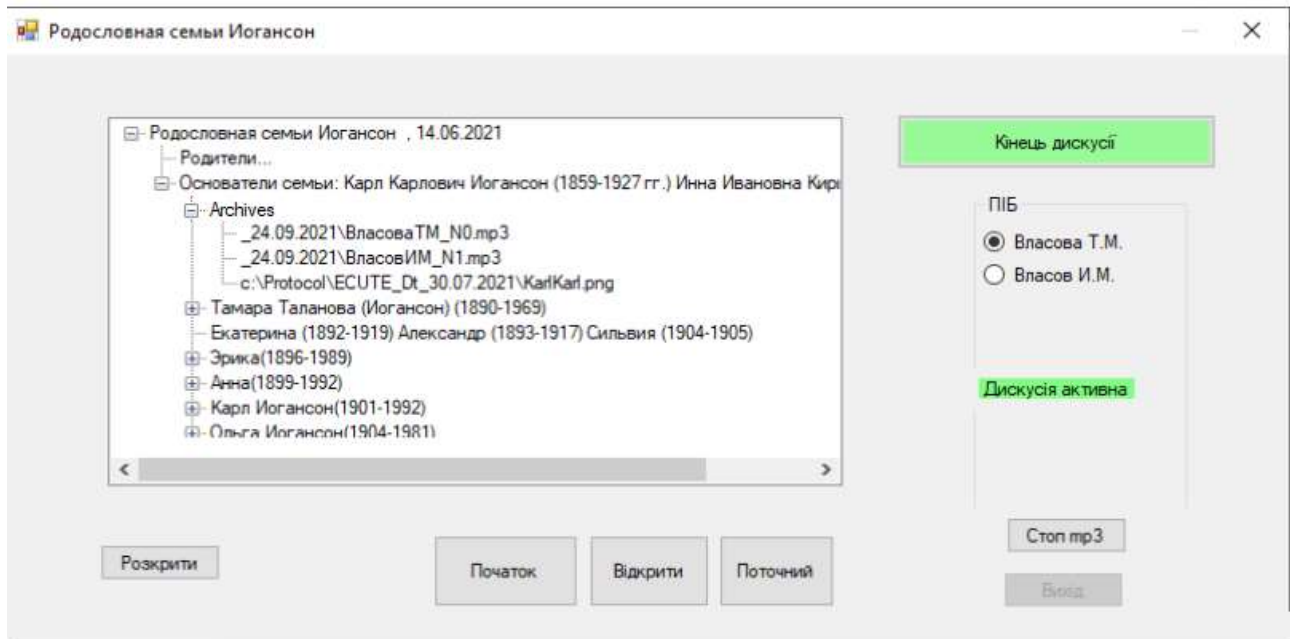 Родословная семьи Иогансон
Родословная семьи Иогансон , 14.06.2021
Родители...
Основатели семьи: Карл Карлович Иогансон (1859-1927 гг.) Инна Ивановна
Archives
_24.09.2021\ВласоваТМ_N0.mp3
_24.09.2021\ВласовИМ_N1.mp3
c:\Protocol\ECUTE_Dt_30.07.2021\KarlKarl.png
Тамара Таланова (Иогансон) (1890-1969)
Екатерина (1892-1919) Александр (1893-1917) Сильвия (1904-1905)
Эрика(1896-1989)
Анна(1899-1992)
Карл Иогансон(1901-1992)
Ольга Иогансон(1904-1981)
Кінець дискусії
ПІБ
Власова Т.М.
Власов И.М.
Дискусія активна
Стоп mp3
Розкрити
Початок
Відкрити
Поточний
Вихід